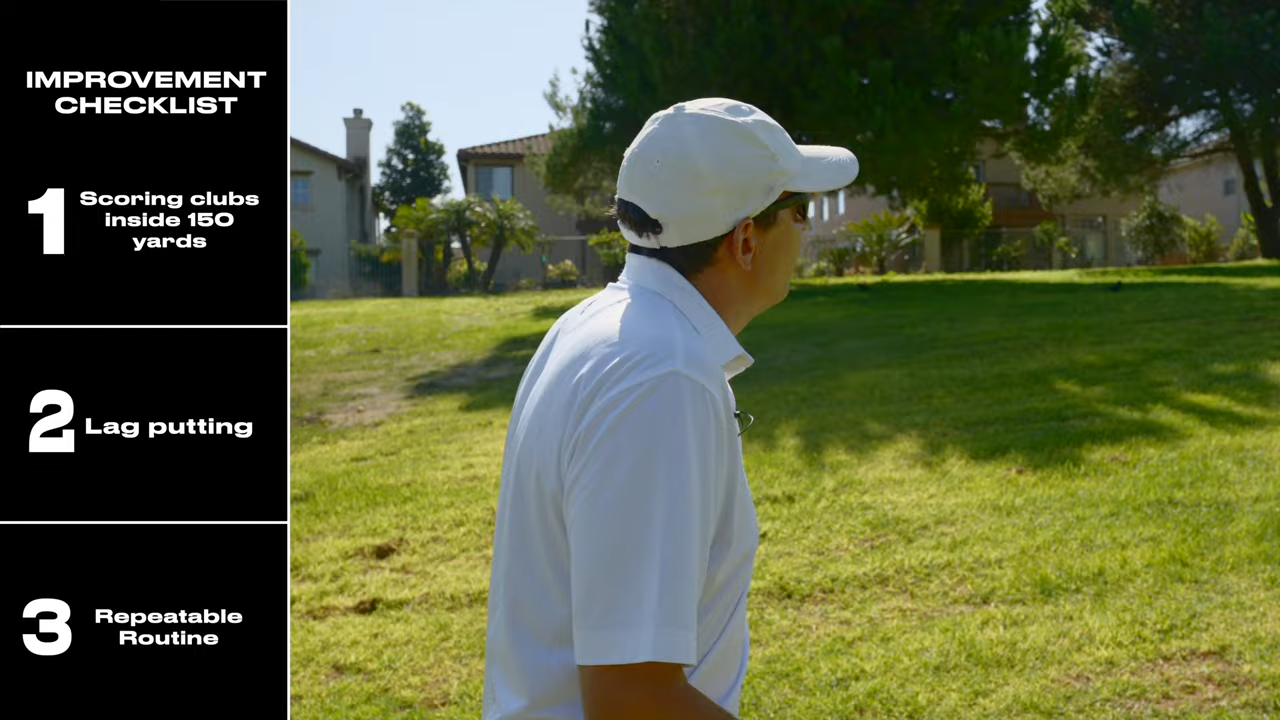 IMPROVEMENT
CHECKLIST
1
Scoring clubs
inside 150
yards
2
Lag putting
3
Repeatable
Routine